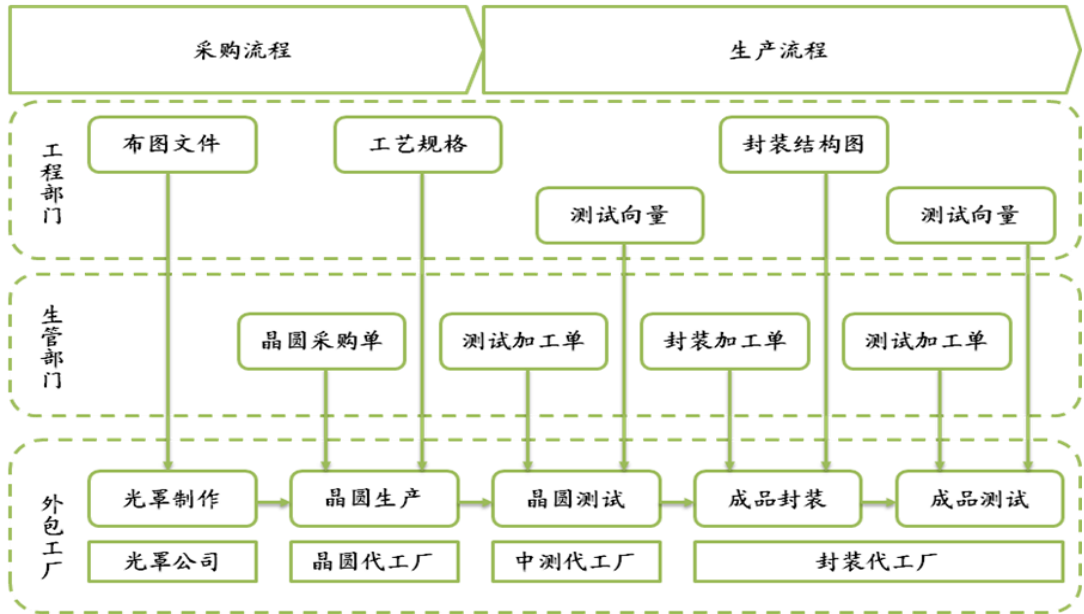 采购流程
生产流程
工程部门
布图文件
工艺规格
封装结构图
测试向量
测试向量
生管部门
晶圆采购单
测试加工单
封装加工单
测试加工单
外包工厂
光罩制作
晶圆生产
晶圆测试
成品封装
成品测试
光罩公司
晶圆代工厂
中测代工厂
封装代工厂